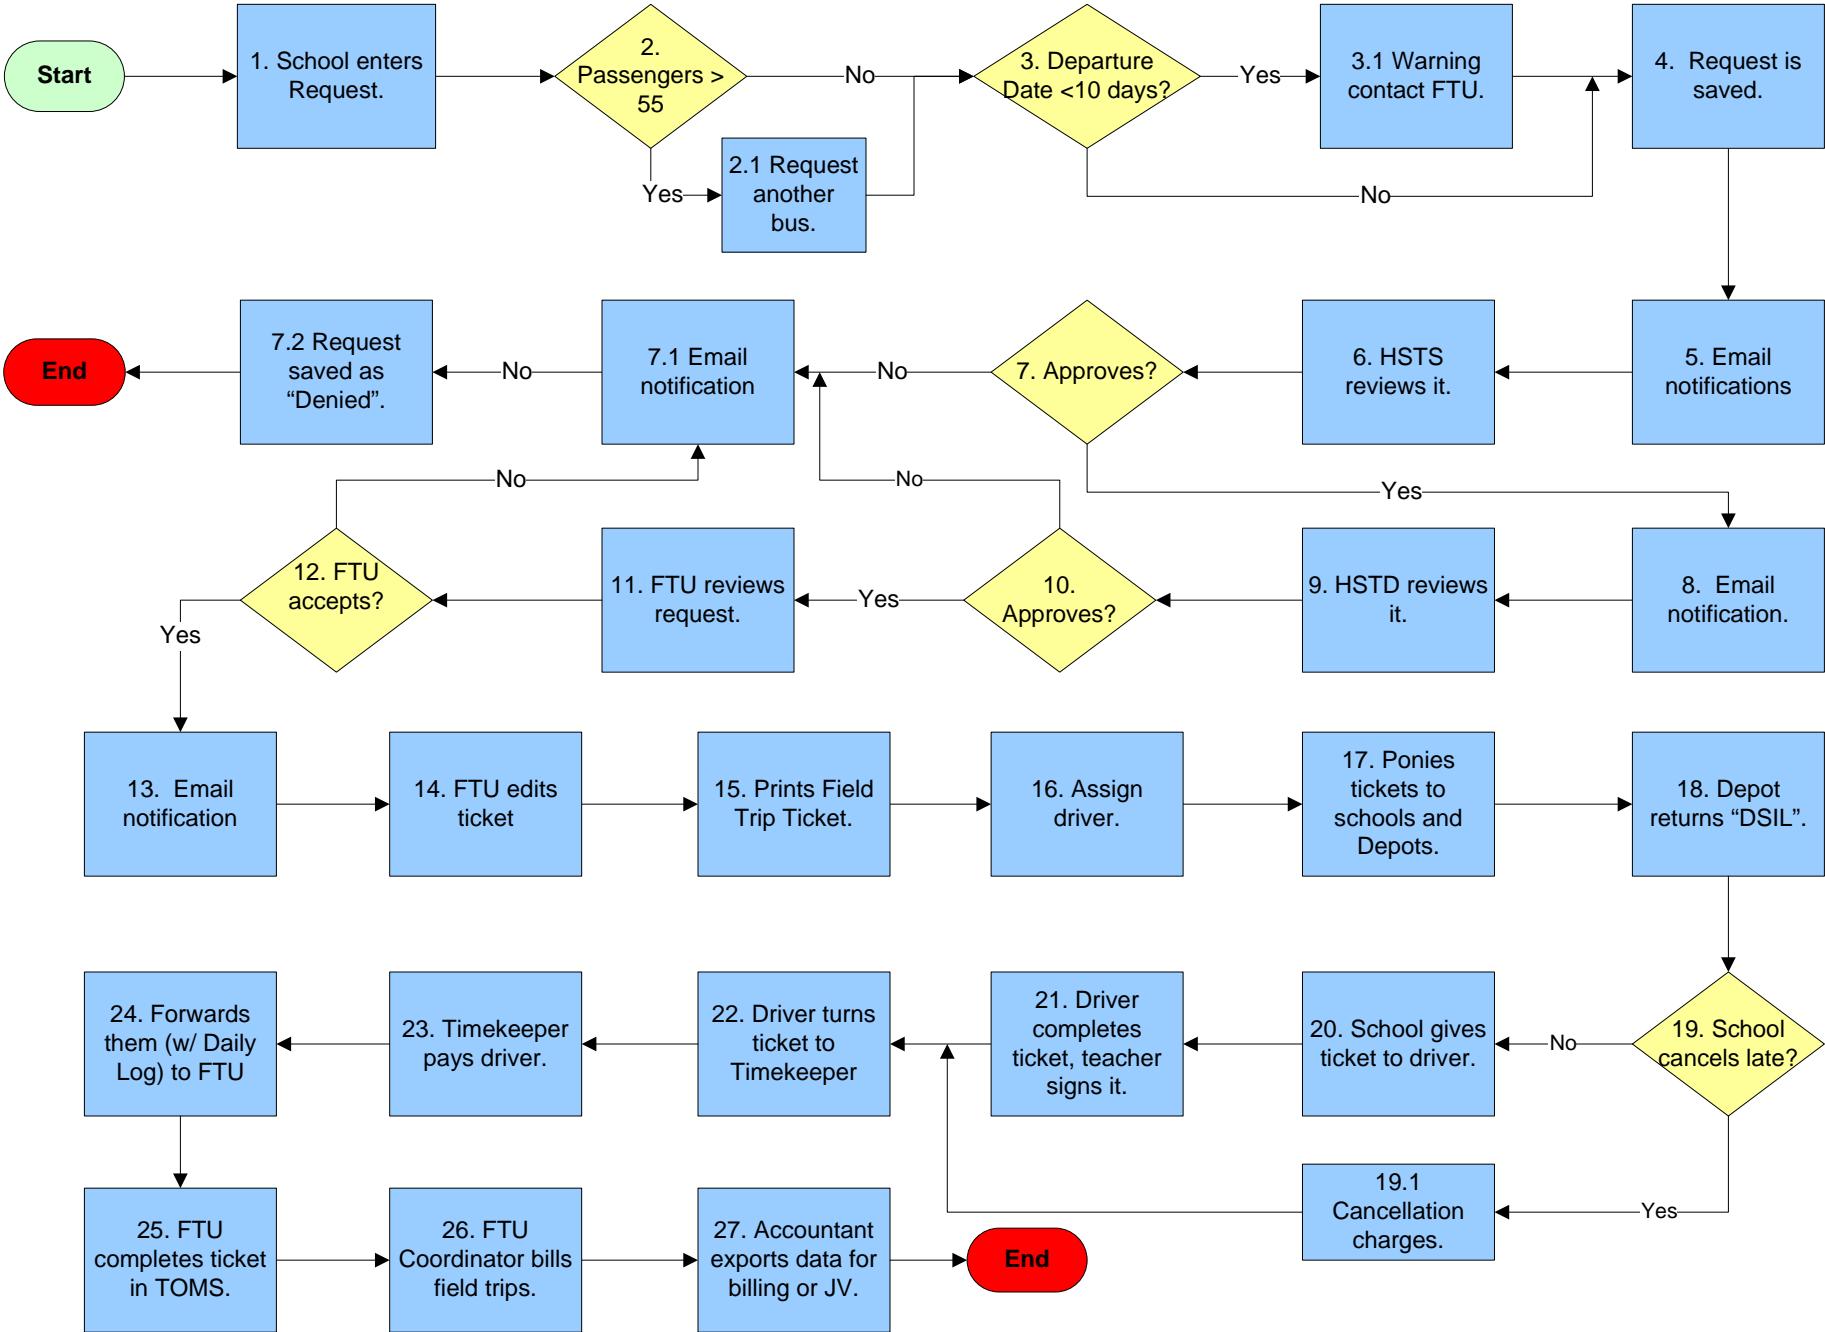 Start
1. School enters
Request.
2.
Passengers >
55
No
Yes
2.1 Request
another
bus.
3. Departure
Date <10 days?
Yes
No
3.1 Warning
contact FTU.
4.  Request is
saved.
5. Email
notifications
6. HSTS
reviews it.
7. Approves?
No
Yes
7.1 Email
notification
No
7.2 Request
saved as
“Denied”.
End
8.  Email
notification.
9. HSTD reviews
it.
10.
Approves?
No
Yes
11. FTU reviews
request.
12. FTU
accepts?
No
Yes
13.  Email
notification
14. FTU edits
ticket
15. Prints Field
Trip Ticket.
16. Assign
driver.
17. Ponies
tickets to
schools and
Depots.
18. Depot
returns “DSIL”.
19. School
cancels late?
No
Yes
19.1
Cancellation
charges.
20. School gives
ticket to driver.
21. Driver
completes
ticket, teacher
signs it.
22. Driver turns
ticket to
Timekeeper
23. Timekeeper
pays driver.
24. Forwards
them (w/ Daily
Log) to FTU
25. FTU
completes ticket
in TOMS.
26. FTU
Coordinator bills
field trips.
27. Accountant
exports data for
billing or JV.
End